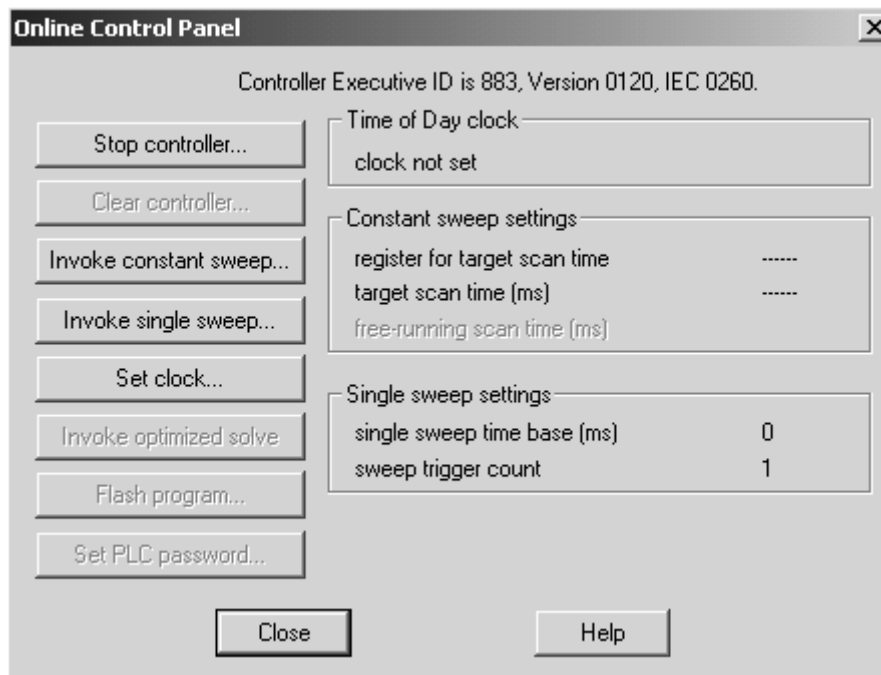 Online Control Panel
Controller Executive ID is 883, Version 0120, IEC 0260.
Stop controller...
Clear controller...
Invoke constant sweep...
Invoke single sweep...
Set clock...
Invoke optimized solve
Flash program...
Set PLC password...
Time of Day clock
clock not set
Constant sweep settings
register for target scan time ------
target scan time (ms) ------
free-running scan time (ms)
Single sweep settings
single sweep time base (ms) 0
sweep trigger count 1
Close
Help